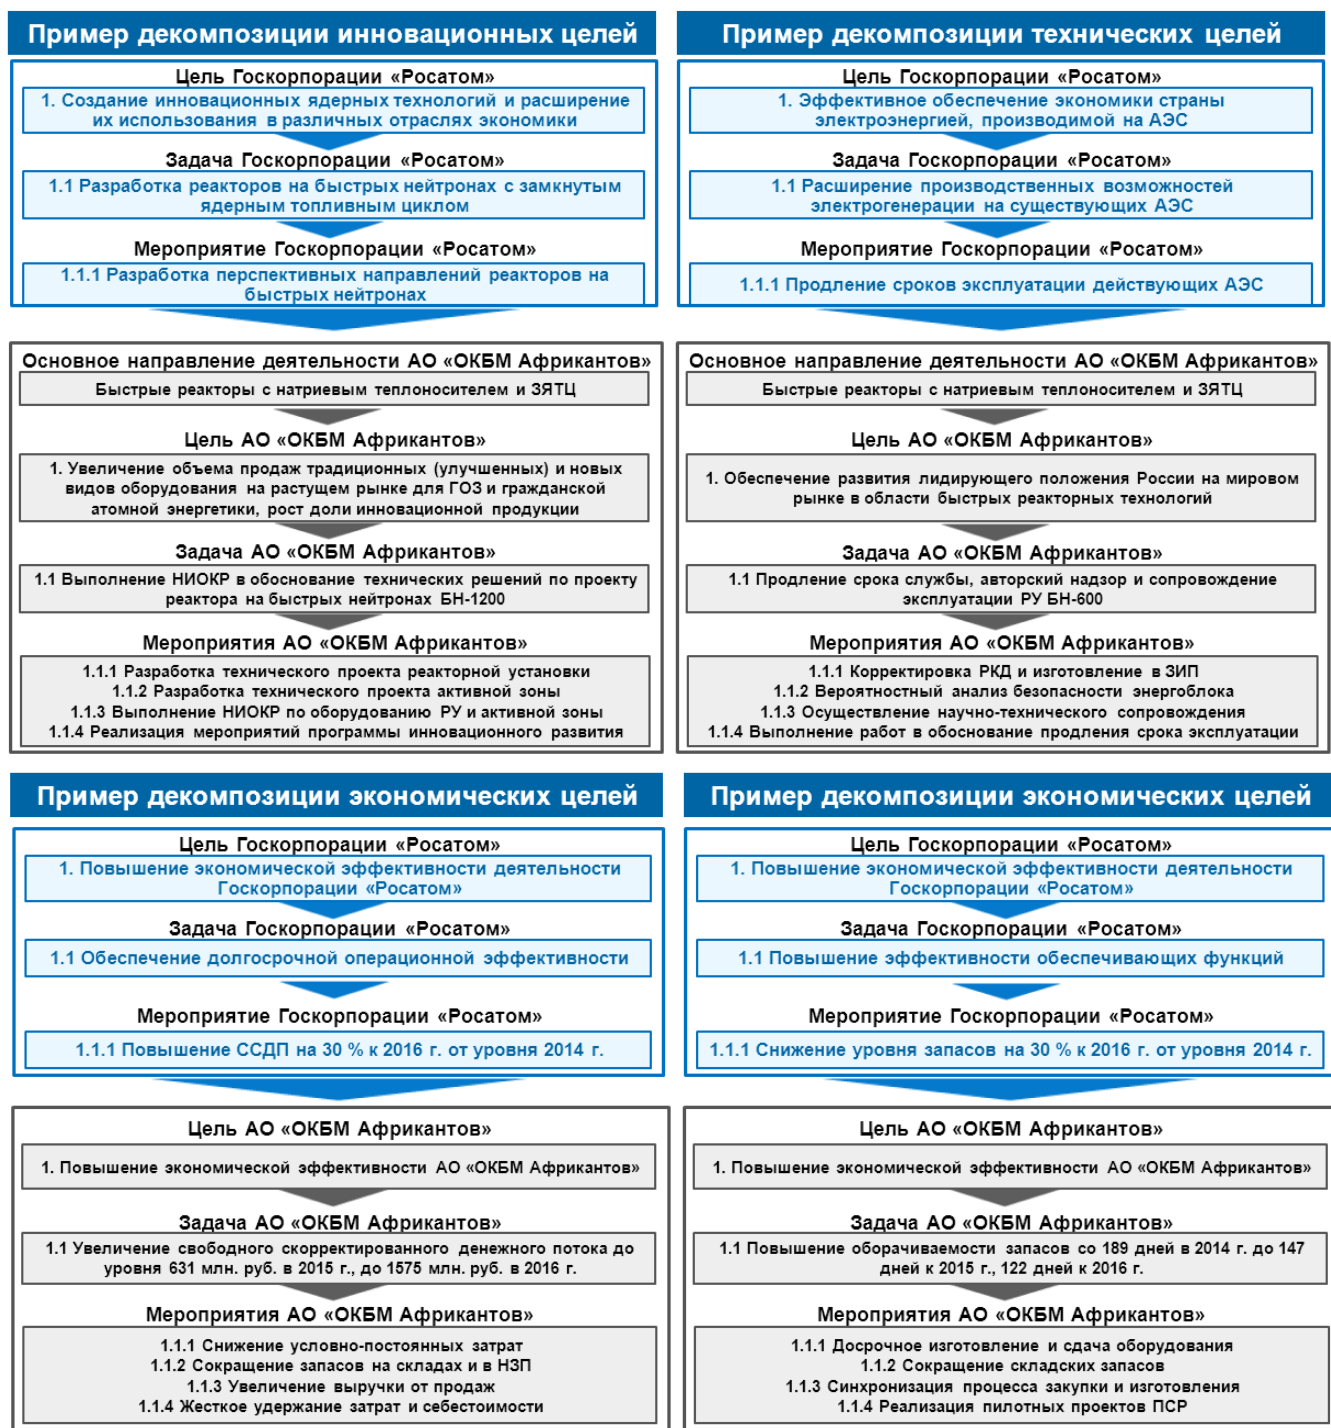 Пример декомпозиции инновационных целей
Цель Госкорпорации «Росатом»
1. Создание инновационных ядерных технологий и расширение
их использования в различных отраслях экономики
Задача Госкорпорации «Росатом»
1.1 Разработка реакторов на быстрых нейтронах с замкнутым
ядерным топливным циклом
Мероприятие Госкорпорации «Росатом»
1.1.1 Разработка перспективных направлений реакторов на
быстрых нейтронах
Основное направление деятельности АО «ОКБМ Африкантов»
Быстрые реакторы с натриевым теплоносителем и ЗЯТЦ
Цель АО «ОКБМ Африкантов»
1. Увеличение объема продаж традиционных (улучшенных) и новых
видов оборудования на растущем рынке для ГОЗ и гражданской
атомной энергетики, рост доли инновационной продукции
Задача АО «ОКБМ Африкантов»
1.1 Выполнение НИОКР в обоснование технических решений по проекту
реактора на быстрых нейтронах БН-1200
Мероприятия АО «ОКБМ Африкантов»
1.1.1 Разработка технического проекта реакторной установки
1.1.2 Разработка технического проекта активной зоны
1.1.3 Выполнение НИОКР по оборудованию РУ и активной зоны
1.1.4 Реализация мероприятий программы инновационного развития
Пример декомпозиции технических целей
Цель Госкорпорации «Росатом»
1. Эффективное обеспечение экономики страны
электроэнергией, производимой на АЭС
Задача Госкорпорации «Росатом»
1.1 Расширение производственных возможностей
электрогенерации на существующих АЭС
Мероприятие Госкорпорации «Росатом»
1.1.1 Продление сроков эксплуатации действующих АЭС
Основное направление деятельности АО «ОКБМ Африкантов»
Быстрые реакторы с натриевым теплоносителем и ЗЯТЦ
Цель АО «ОКБМ Африкантов»
1. Обеспечение развития лидирующего положения России на мировом
рынке в области быстрых реакторных технологий
Задача АО «ОКБМ Африкантов»
1.1 Продление срока службы, авторский надзор и сопровождение
эксплуатации РУ БН-600
Мероприятия АО «ОКБМ Африкантов»
1.1.1 Корректировка РКД и изготовление в ЗИП
1.1.2 Вероятностный анализ безопасности энергоблока
1.1.3 Осуществление научно-технического сопровождения
1.1.4 Выполнение работ в обоснование продления срока эксплуатации
Пример декомпозиции экономических целей
Цель Госкорпорации «Росатом»
1. Повышение экономической эффективности деятельности
Госкорпорации «Росатом»
Задача Госкорпорации «Росатом»
1.1 Обеспечение долгосрочной операционной эффективности
Мероприятие Госкорпорации «Росатом»
1.1.1 Повышение ССДП на 30 % к 2016 г. от уровня 2014 г.
Цель АО «ОКБМ Африкантов»
1. Повышение экономической эффективности АО «ОКБМ Африкантов»
Задача АО «ОКБМ Африкантов»
1.1 Увеличение свободного скорректированного денежного потока до
уровня 631 млн. руб. в 2015 г., до 1575 млн. руб. в 2016 г.
Мероприятия АО «ОКБМ Африкантов»
1.1.1 Снижение условно-постоянных затрат
1.1.2 Сокращение запасов на складах и в НЗП
1.1.3 Увеличение выручки от продаж
1.1.4 Жесткое удержание затрат и себестоимости
Пример декомпозиции экономических целей
Цель Госкорпорации «Росатом»
1. Повышение экономической эффективности деятельности
Госкорпорации «Росатом»
Задача Госкорпорации «Росатом»
1.1 Повышение эффективности обеспечивающих функций
Мероприятие Госкорпорации «Росатом»
1.1.1 Снижение уровня запасов на 30 % к 2016 г. от уровня 2014 г.
Цель АО «ОКБМ Африкантов»
1. Повышение экономической эффективности АО «ОКБМ Африкантов»
Задача АО «ОКБМ Африкантов»
1.1 Повышение оборачиваемости запасов со 189 дней в 2014 г. до 147
дней к 2015 г., 122 дней к 2016 г.
Мероприятия АО «ОКБМ Африкантов»
1.1.1 Досрочное изготовление и сдача оборудования
1.1.2 Сокращение складских запасов
1.1.3 Синхронизация процесса закупки и изготовления
1.1.4 Реализация пилотных проектов ПСР